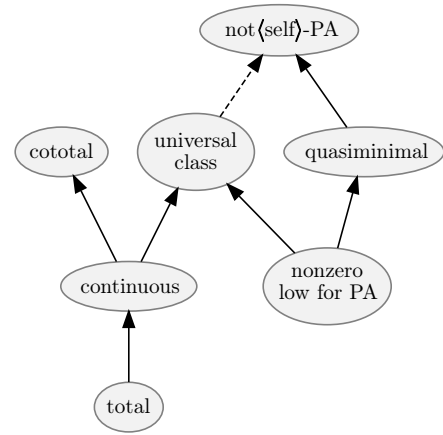 not⟨self⟩-PA
cototal
universal
class
quasiminimal
continuous
nonzero
low for PA
total